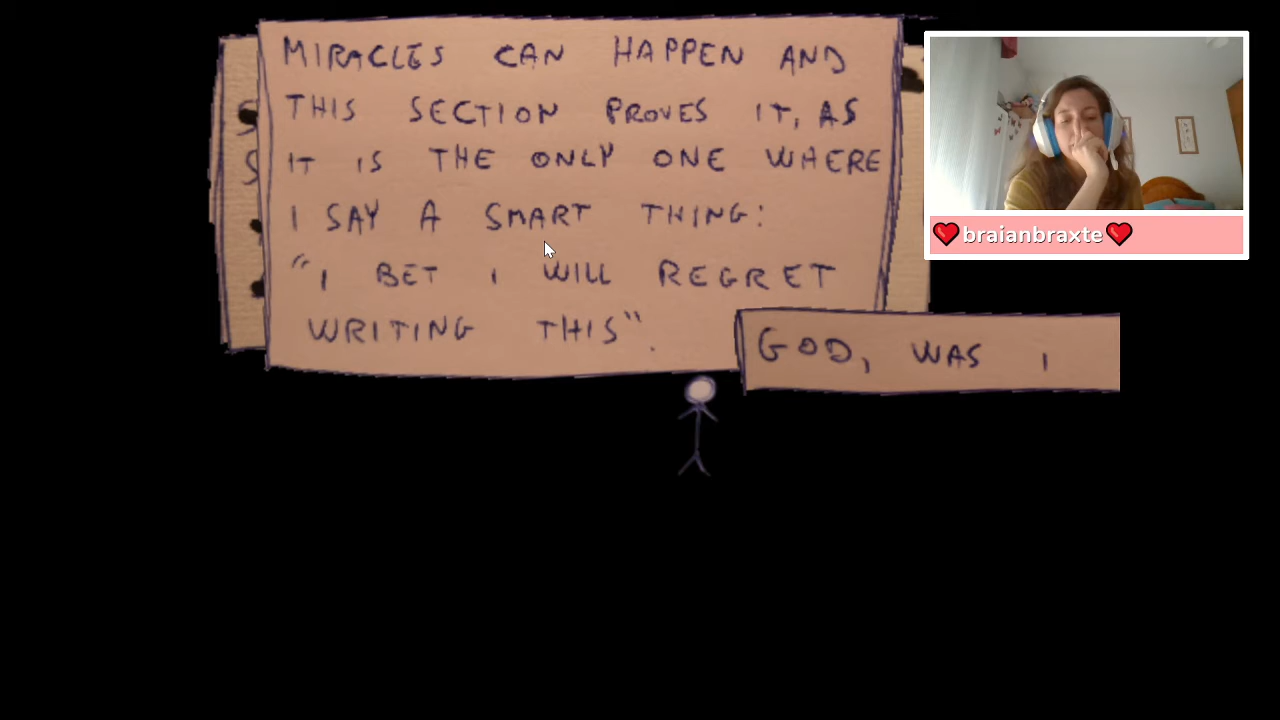 MIRACLES CAN HAPPEN AND
THIS SECTION PROVES IT, AS
IT IS THE ONLY ONE WHERE
I SAY A SMART THING:
"I BET I WILL REGRET
WRITING THIS".
GOD, WAS I
S
S
❤️braianbraxte❤️